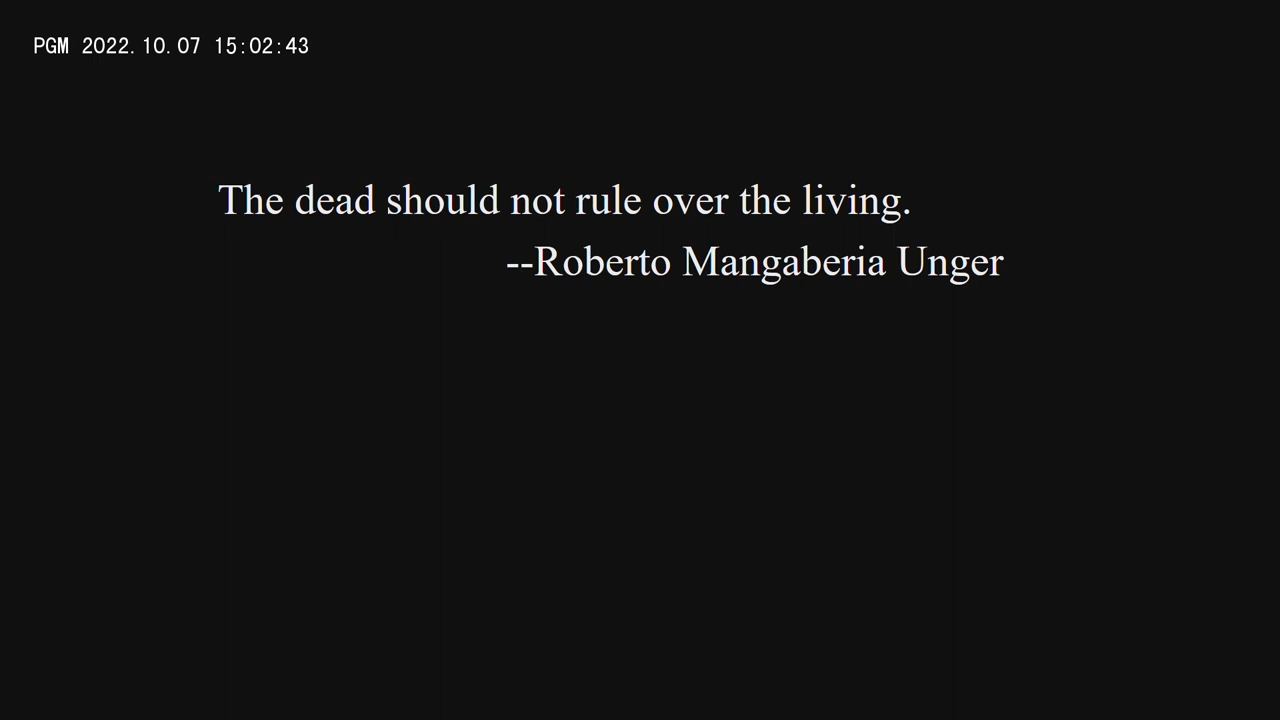 PGM 2022.10.07 15:02:43
The dead should not rule over the living.
--Roberto Mangaberia Unger